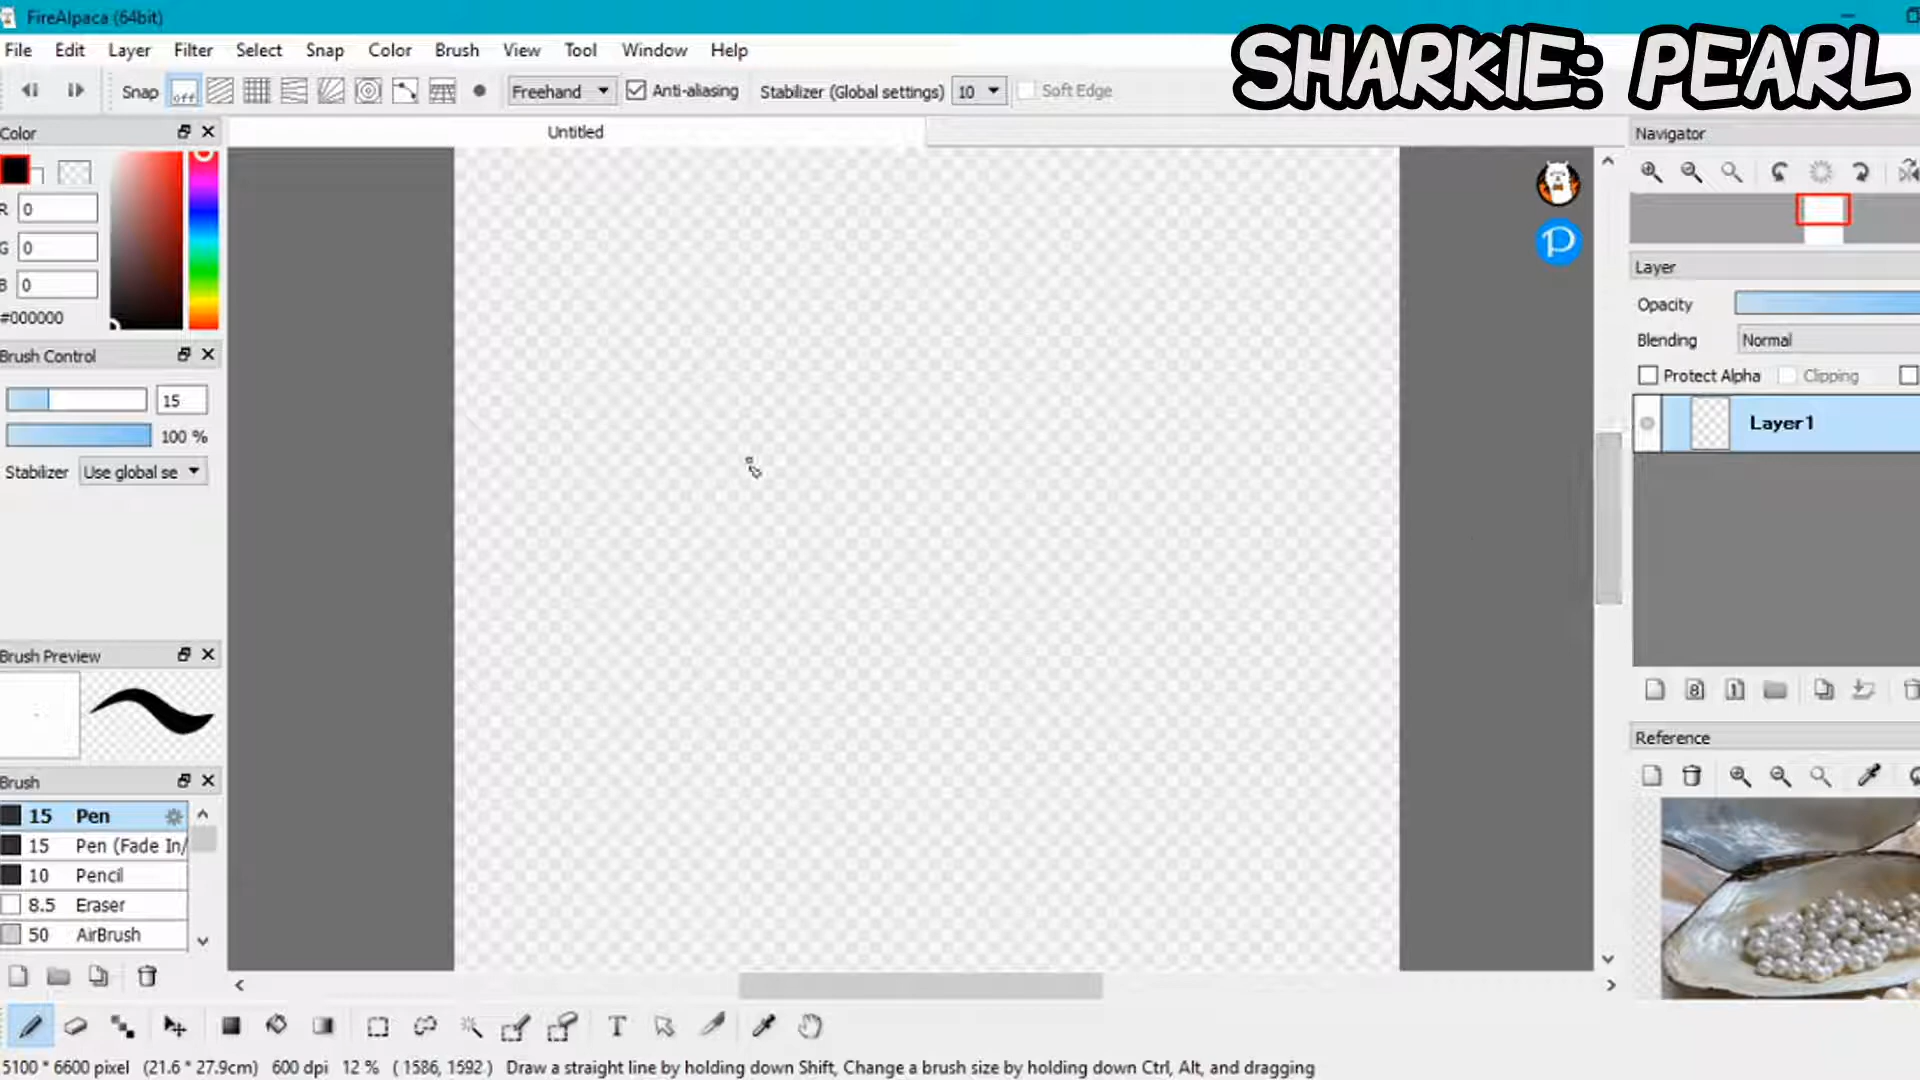 FireAlpaca (64bit)
SHARKIE: PEARL
File Edit Layer Filter Select Snap Color Brush View Tool Window Help
Snap off Freehand Anti-aliasing Stabilizer (Global settings) 10 Soft Edge
Color
Untitled
Navigator
R 0
G 0
B 0
#000000
Layer
Opacity
Blending Normal
Protect Alpha Clipping
Layer1
Brush Control
15
100 %
Stabilizer Use global se
Brush Preview
Reference
Brush
15 Pen
15 Pen (Fade In/
10 Pencil
8.5 Eraser
50 AirBrush
5100 * 6600 pixel (21.6 * 27.9cm) 600 dpi 12 % ( 1586, 1592 ) Draw a straight line by holding down Shift, Change a brush size by holding down Ctrl, Alt, and dragging